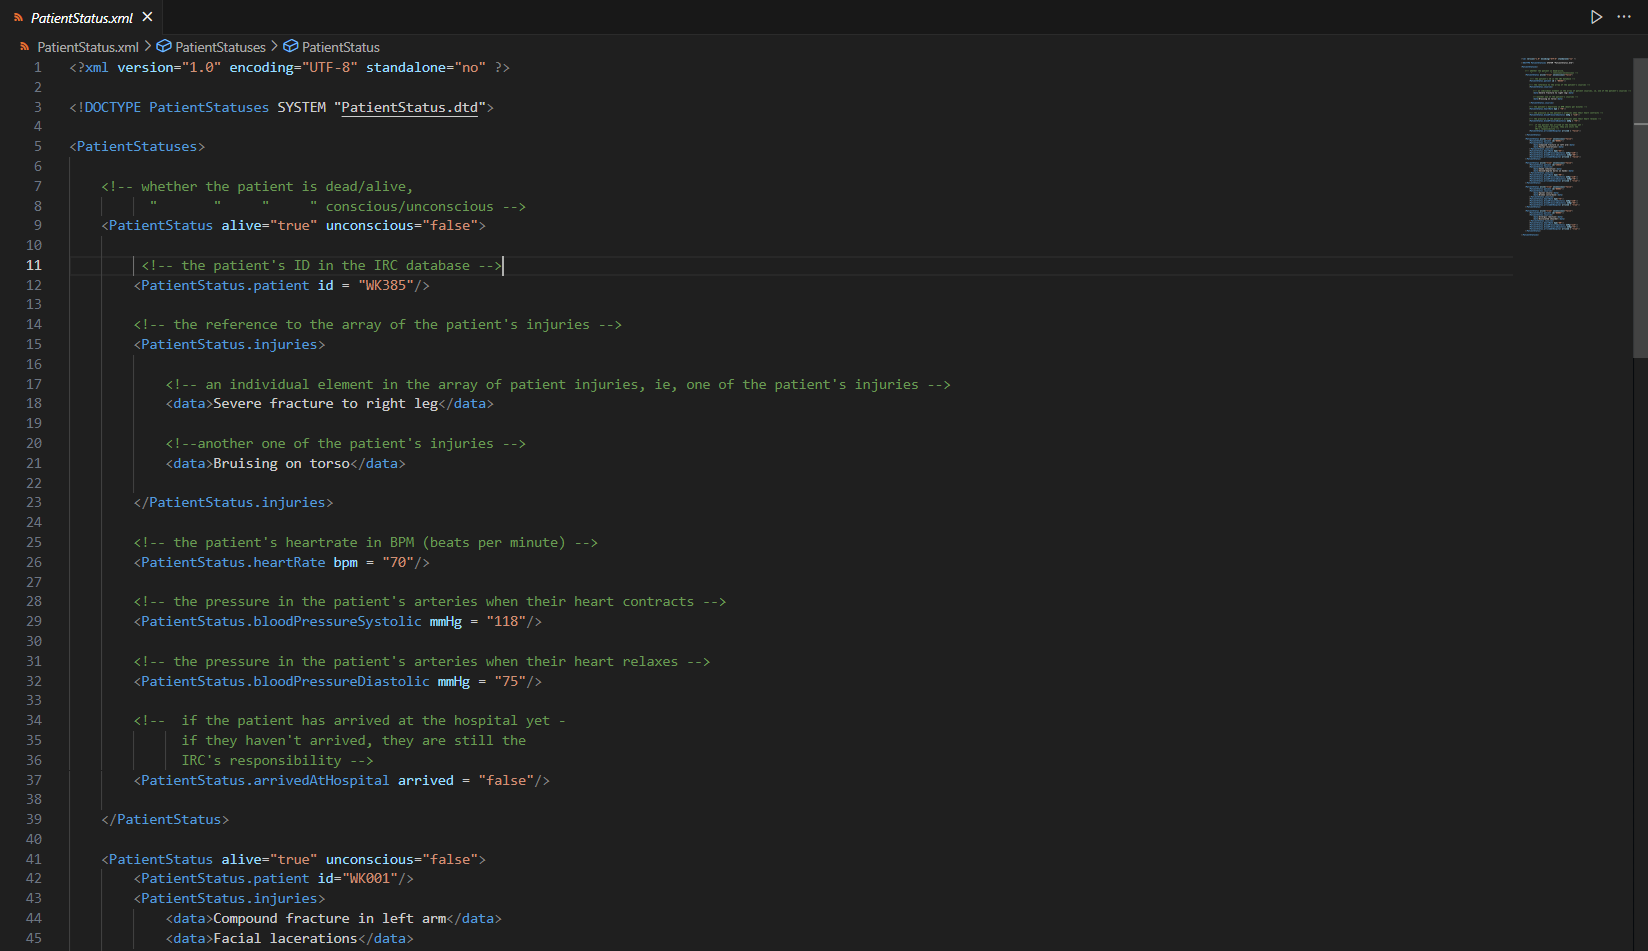 PatientStatus.xml
PatientStatus.xml > PatientStatuses > PatientStatus
1 <?xml version="1.0" encoding="UTF-8" standalone="no" ?>
2
3 <!DOCTYPE PatientStatuses SYSTEM "PatientStatus.dtd">
4
5 <PatientStatuses>
6
7 <!-- whether the patient is dead/alive,
8 " " " " conscious/unconscious -->
9 <PatientStatus alive="true" unconscious="false">
10
11 <!-- the patient's ID in the IRC database -->
12 <PatientStatus.patient id = "WK385"/>
13
14 <!-- the reference to the array of the patient's injuries -->
15 <PatientStatus.injuries>
16
17 <!-- an individual element in the array of patient injuries, ie, one of the patient's injuries -->
18 <data>Severe fracture to right leg</data>
19
20 <!--another one of the patient's injuries -->
21 <data>Bruising on torso</data>
22
23 </PatientStatus.injuries>
24
25 <!-- the patient's heartrate in BPM (beats per minute) -->
26 <PatientStatus.heartRate bpm = "70"/>
27
28 <!-- the pressure in the patient's arteries when their heart contracts -->
29 <PatientStatus.bloodPressureSystolic mmHg = "118"/>
30
31 <!-- the pressure in the patient's arteries when their heart relaxes -->
32 <PatientStatus.bloodPressureDiastolic mmHg = "75"/>
33
34 <!-- if the patient has arrived at the hospital yet -
35 if they haven't arrived, they are still the
36 IRC's responsibility -->
37 <PatientStatus.arrivedAtHospital arrived = "false"/>
38
39 </PatientStatus>
40
41 <PatientStatus alive="true" unconscious="false">
42 <PatientStatus.patient id="WK001"/>
43 <PatientStatus.injuries>
44 <data>Compound fracture in left arm</data>
45 <data>Facial lacerations</data>